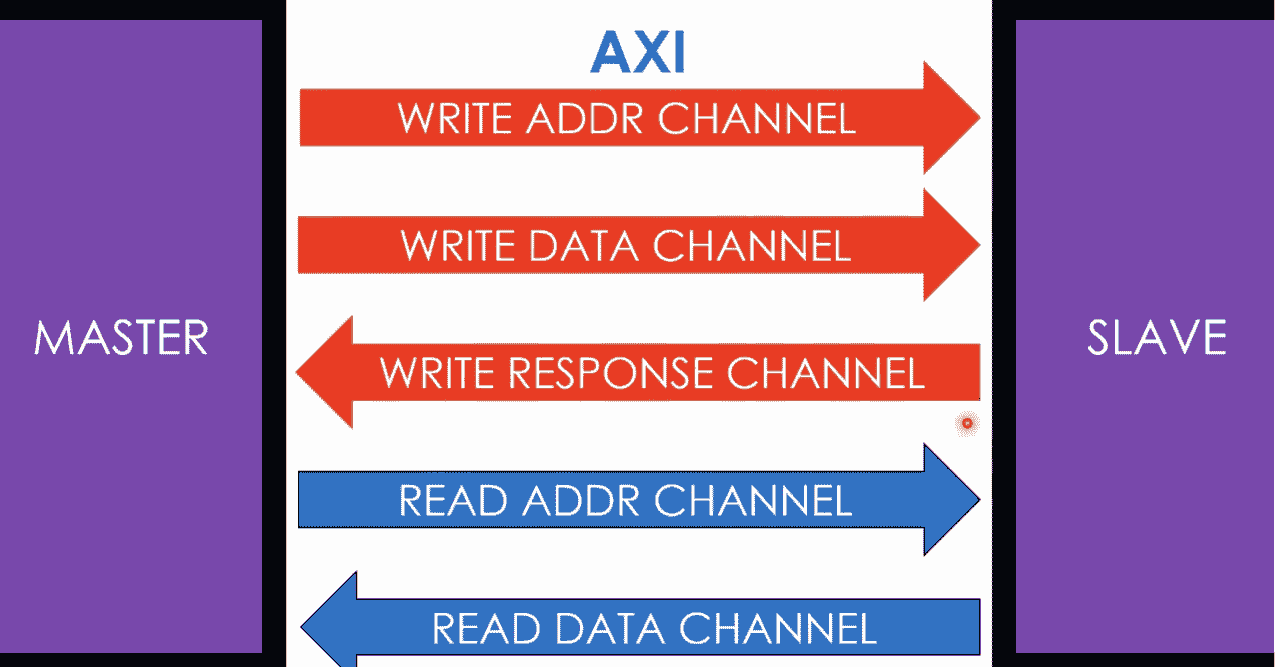 AXI
WRITE ADDR CHANNEL
WRITE DATA CHANNEL
MASTER
SLAVE
WRITE RESPONSE CHANNEL
READ ADDR CHANNEL
READ DATA CHANNEL